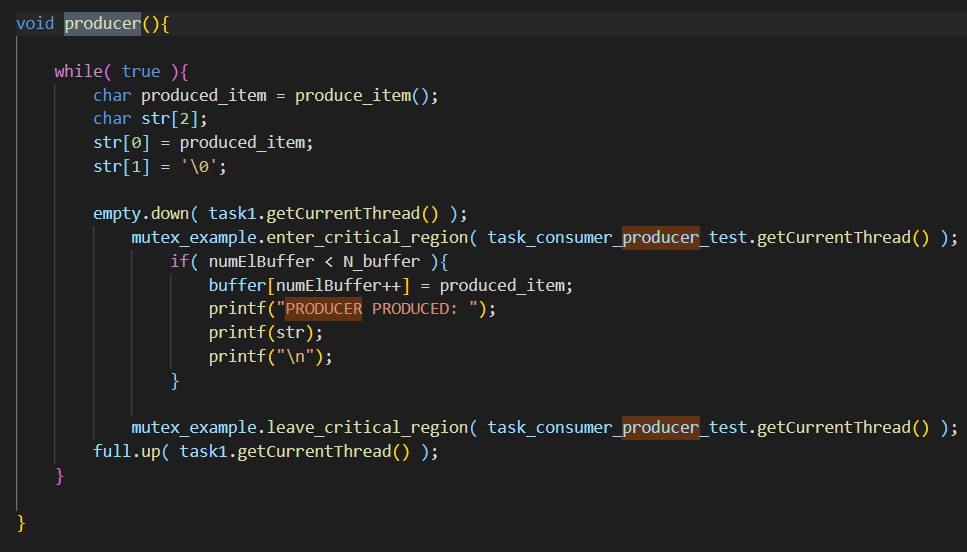 void producer(){
while( true ){
char produced_item = produce_item();
char str[2];
str[0] = produced_item;
str[1] = '\0';
empty.down( task1.getCurrentThread() );
mutex_example.enter_critical_region( task_consumer_producer_test.getCurrentThread() );
if( numElBuffer < N_buffer ){
buffer[numElBuffer++] = produced_item;
printf("PRODUCER PRODUCED: ");
printf(str);
printf("\n");
}
mutex_example.leave_critical_region( task_consumer_producer_test.getCurrentThread() );
full.up( task1.getCurrentThread() );
}
}